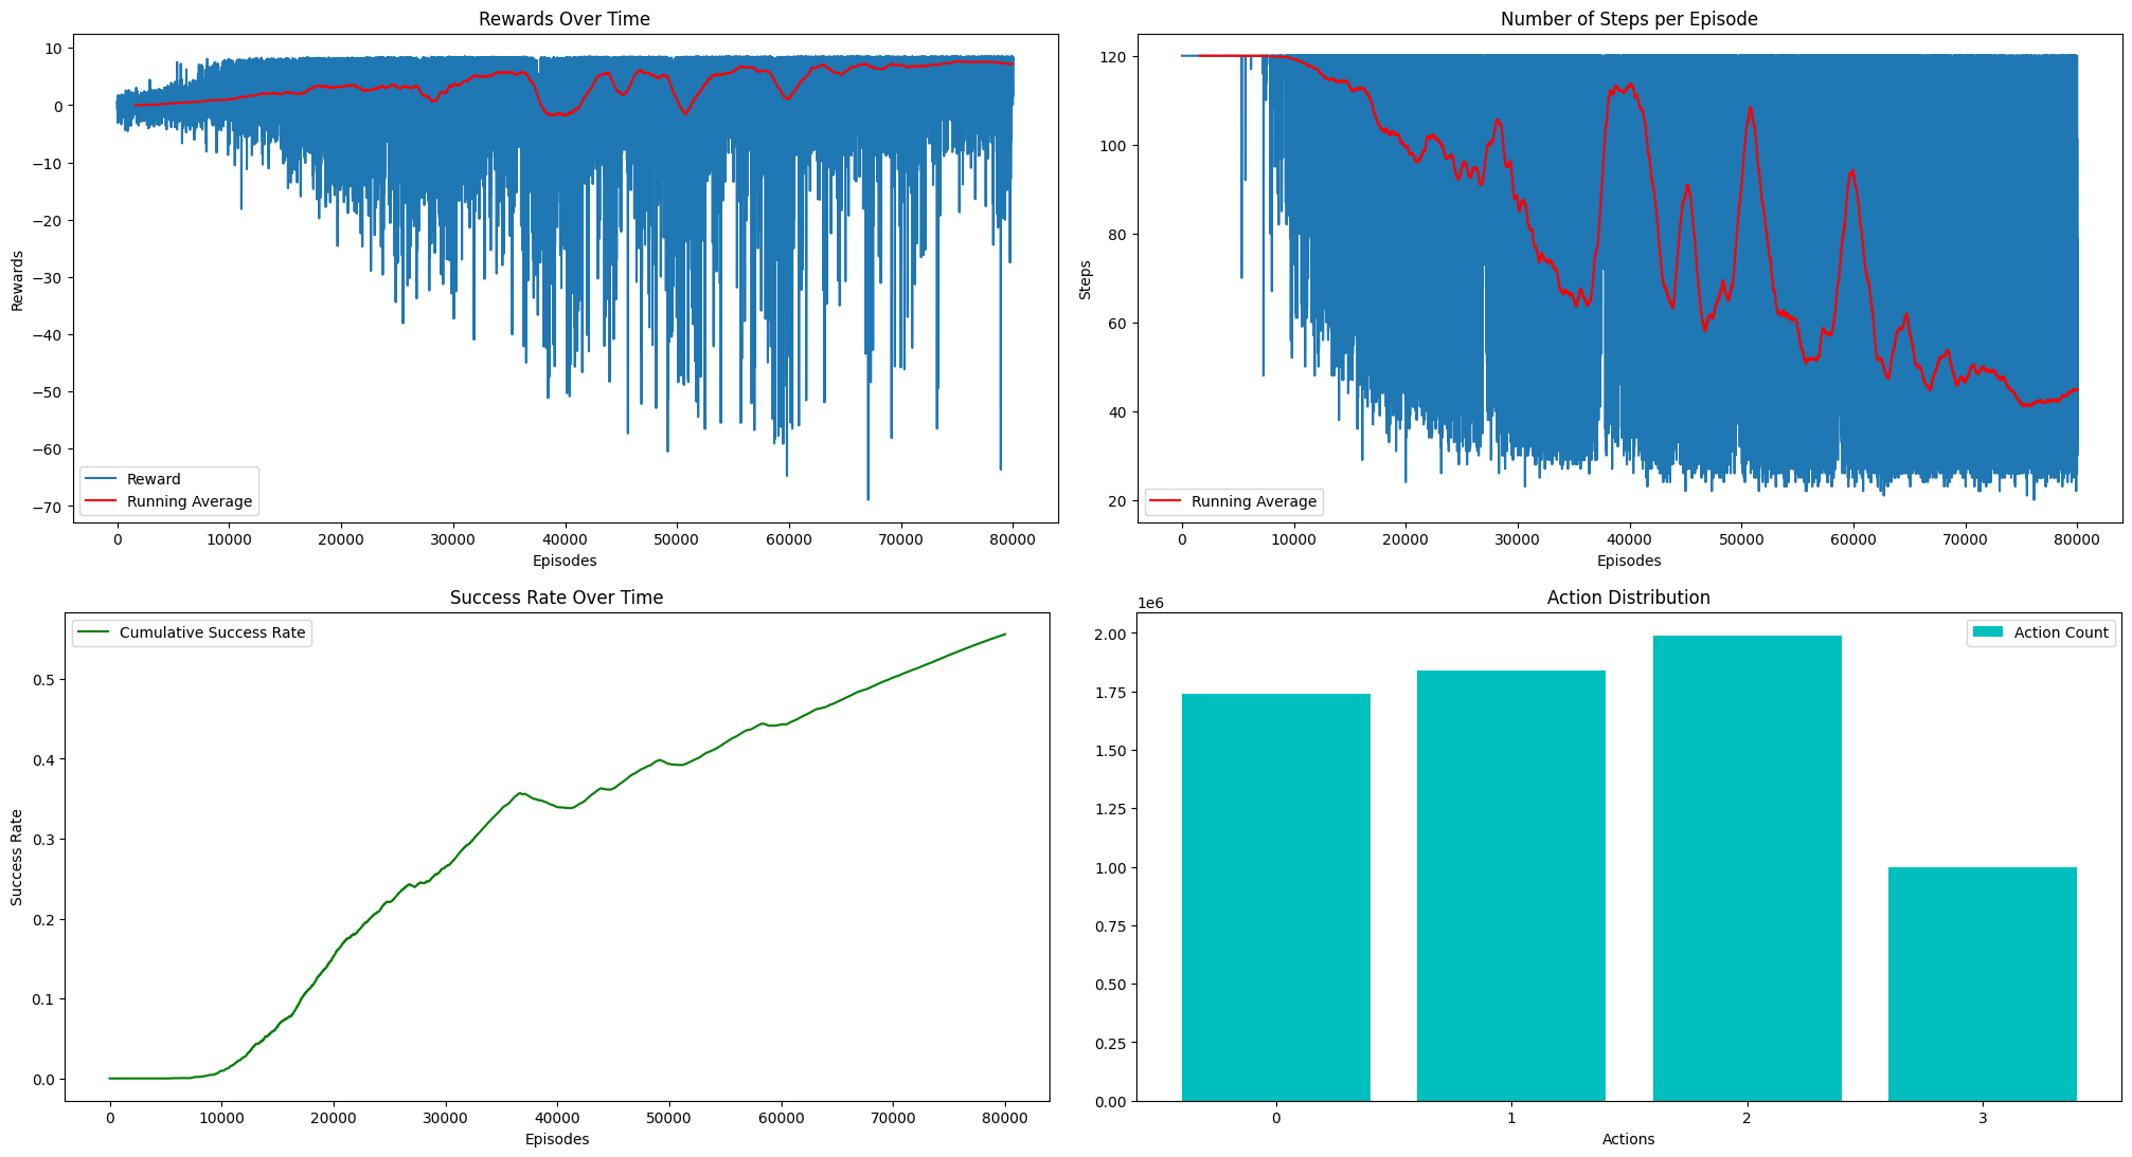 Rewards Over Time
10
0
−10
−20
−30
−40
−50
−60
−70
Rewards
Reward
Running Average
0 10000 20000 30000 40000 50000 60000 70000 80000
Episodes
Number of Steps per Episode
120
100
80
60
40
20
Steps
Running Average
0 10000 20000 30000 40000 50000 60000 70000 80000
Episodes
Success Rate Over Time
Cumulative Success Rate
0.5
0.4
0.3
0.2
0.1
0.0
Success Rate
0 10000 20000 30000 40000 50000 60000 70000 80000
Episodes
Action Distribution
1e6
Action Count
2.00
1.75
1.50
1.25
1.00
0.75
0.50
0.25
0.00
0 1 2 3
Actions